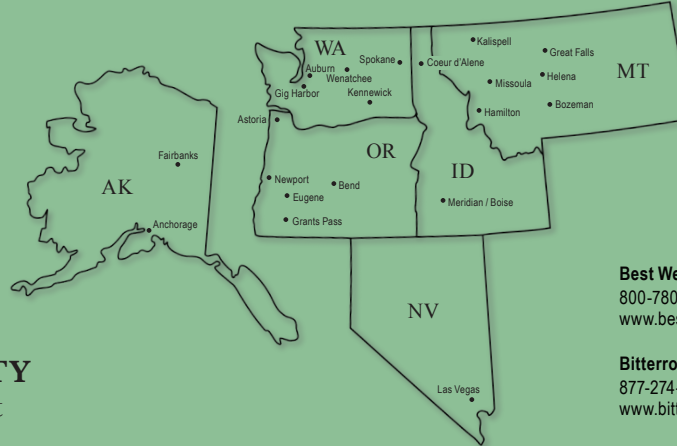 WA
Spokane
Auburn
Wenatchee
Gig Harbor
Kennewick
Coeur d'Alene
Kalispell
Great Falls
MT
Missoula
Helena
Hamilton
Bozeman
Astoria
OR
Newport
Bend
Eugene
Grants Pass
ID
Meridian / Boise
Fairbanks
AK
Anchorage
NV
Las Vegas
TY
t
Best We
800-780
www.bes
Bitterro
877-274-
www.bitt